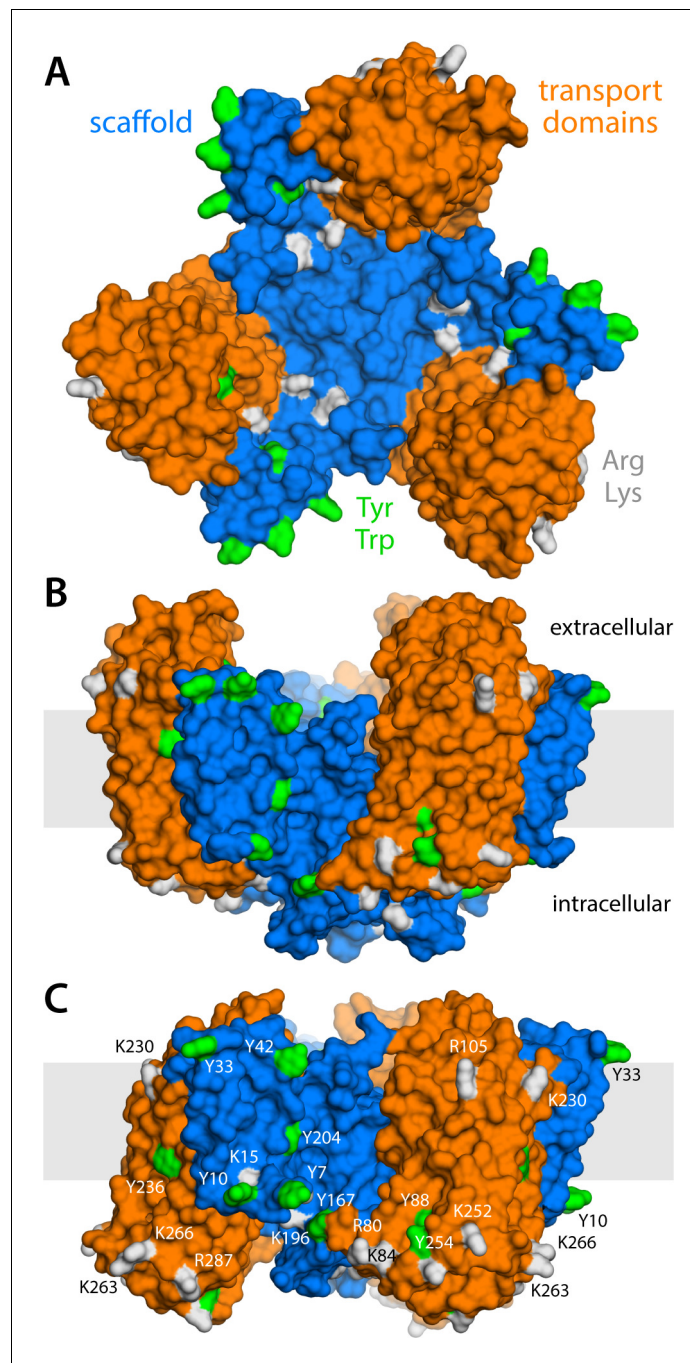 A
scaffold
transport
domains
Arg
Lys
Tyr
Trp
B
extracellular
intracellular
C
K230
Y33
Y42
R105
K230
Y33
Y204
K15
Y7
Y10
Y236
Y167
Y88
K252
Y10
K266
K196
R80
K84
Y254
K266
K263
R287
K263